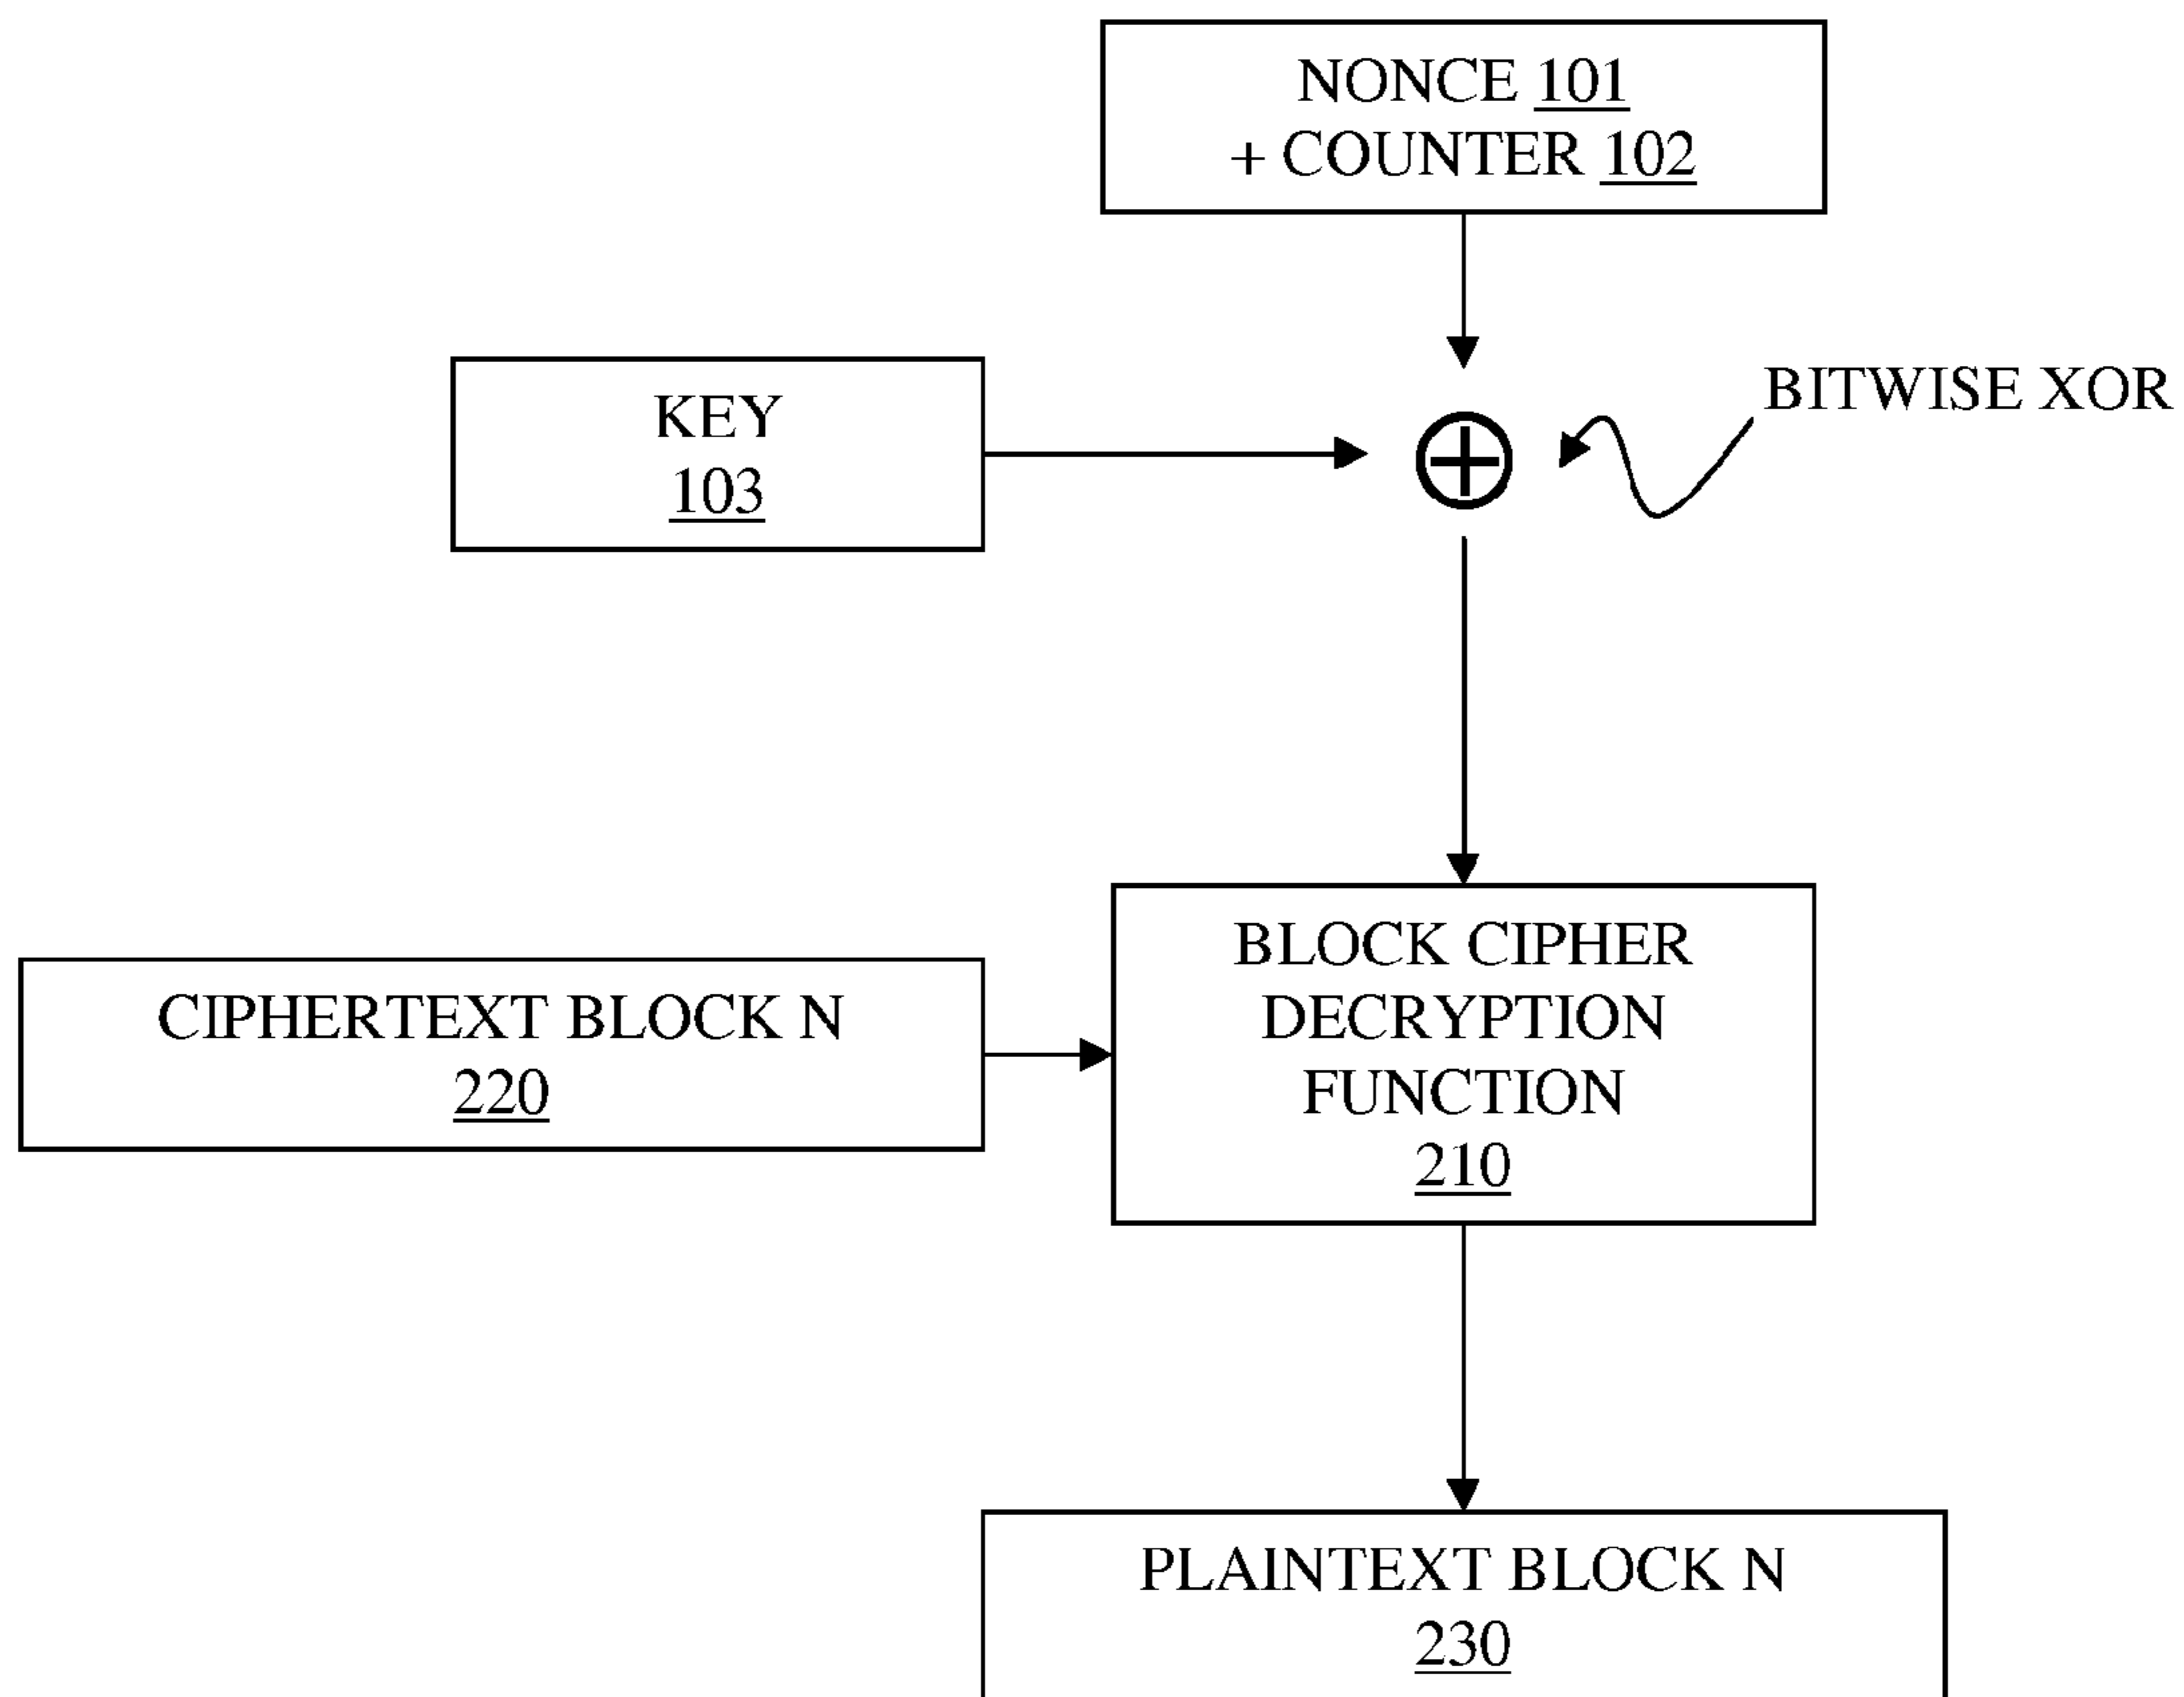 NONCE 101
+ COUNTER 102
KEY
103
BITWISE XOR
CIPHERTEXT BLOCK N
220
BLOCK CIPHER
DECRYPTION
FUNCTION
210
PLAINTEXT BLOCK N
230